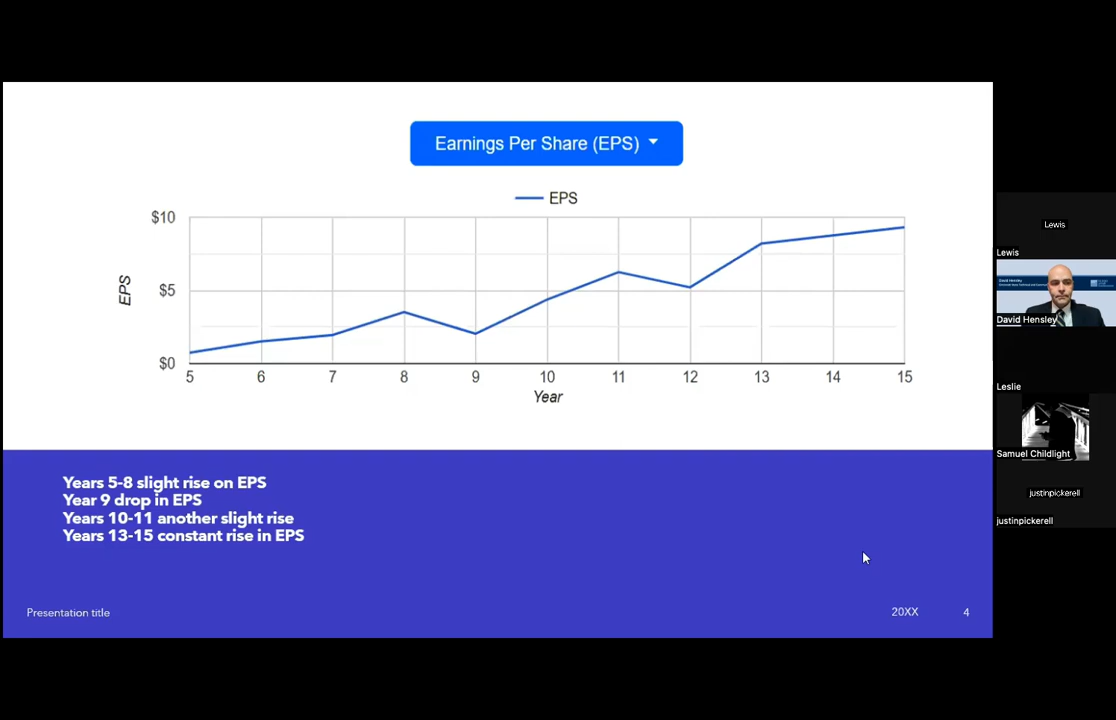 Earnings Per Share (EPS)
EPS
$10
$5
$0
EPS
5 6 7 8 9 10 11 12 13 14 15
Year
Years 5-8 slight rise on EPS
Year 9 drop in EPS
Years 10-11 another slight rise
Years 13-15 constant rise in EPS
Presentation title
20XX
4
Lewis
Lewis
David Hensley
Leslie
Samuel Childlight
justinpickerell
justinpickerell